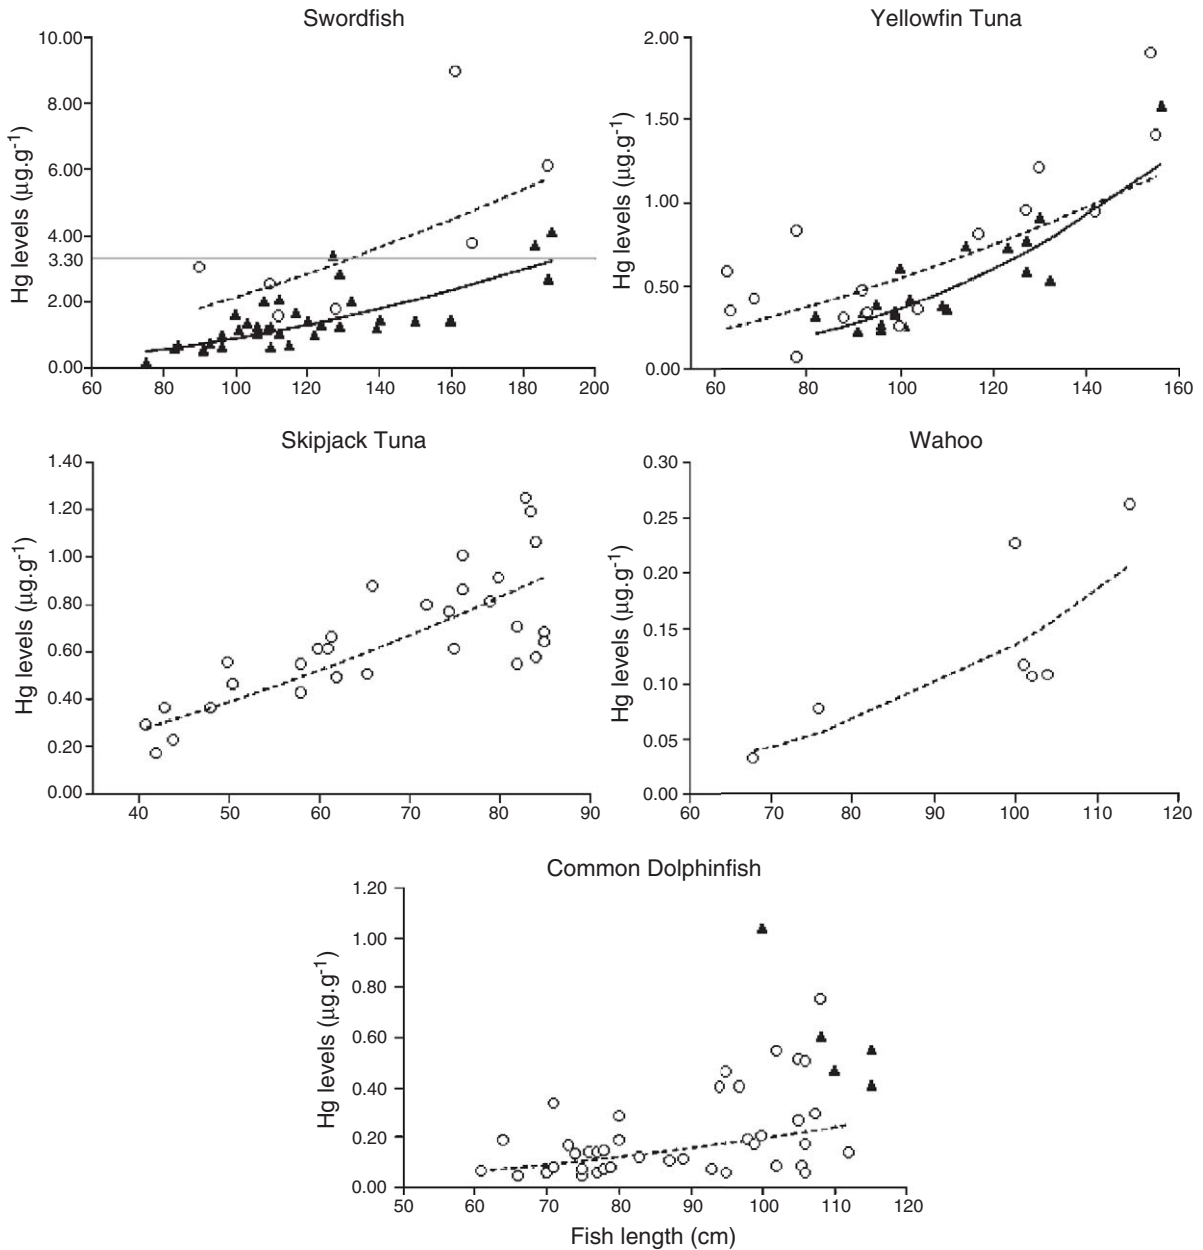 Swordfish
Hg levels (µg.g⁻¹)
10.00
8.00
6.00
4.00
3.30
2.00
0.00
60 80 100 120 140 160 180 200
Yellowfin Tuna
Hg levels (µg.g⁻¹)
2.00
1.50
1.00
0.50
0.00
60 80 100 120 140 160
Skipjack Tuna
Hg levels (µg.g⁻¹)
1.40
1.20
1.00
0.80
0.60
0.40
0.20
0.00
40 50 60 70 80 90
Wahoo
Hg levels (µg.g⁻¹)
0.30
0.25
0.20
0.15
0.10
0.05
0.00
60 70 80 90 100 110 120
Common Dolphinfish
Hg levels (µg.g⁻¹)
1.20
1.00
0.80
0.60
0.40
0.20
0.00
50 60 70 80 90 100 110 120
Fish length (cm)